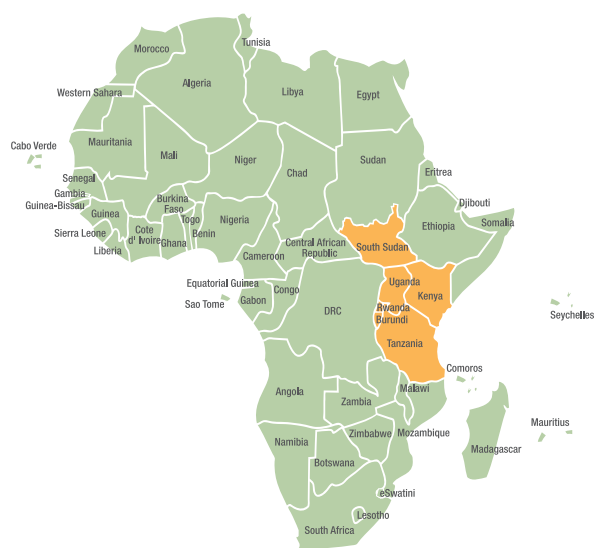 Tunisia
Morocco
Algeria
Libya
Egypt
Western Sahara
Mauritania
Cabo Verde
Mali
Niger
Chad
Sudan
Eritrea
Senegal
Gambia
Guinea-Bissau
Guinea
Burkina
Faso
Togo
Nigeria
Djibouti
Ethiopia
Somalia
Sierra Leone
Cote
d' Ivoire
Ghana
Benin
Liberia
Cameroon
Central African
Republic
South Sudan
Equatorial Guinea
Sao Tome
Gabon
Congo
DRC
Uganda
Kenya
Rwanda
Burundi
Tanzania
Seychelles
Comoros
Angola
Zambia
Malawi
Mozambique
Zimbabwe
Mauritius
Madagascar
Namibia
Botswana
eSwatini
Lesotho
South Africa